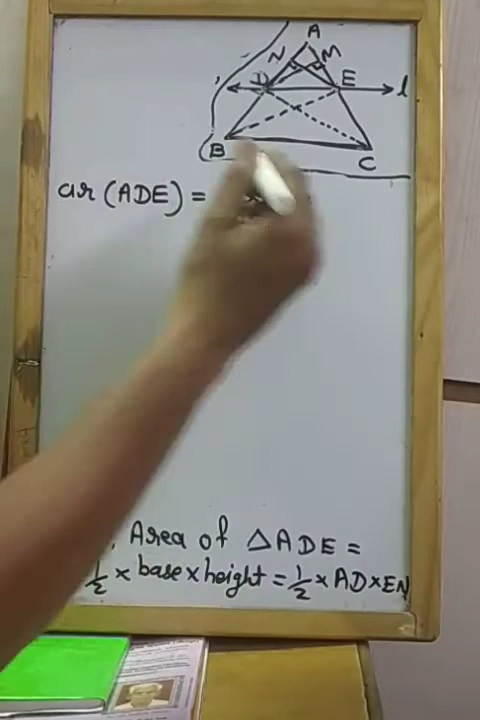 A
N M
D E l
B C
ar (ADE) =
Area of △ADE =
1/2 × base × height = 1/2 × AD × EN